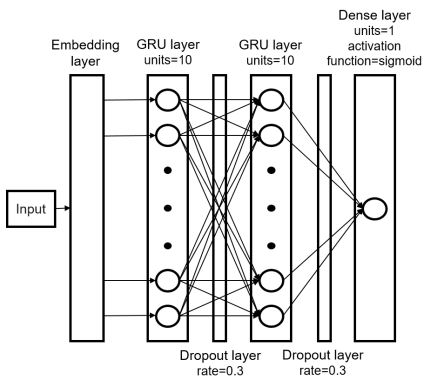 Embedding
layer
GRU layer
units=10
GRU layer
units=10
Dense layer
units=1
activation
function=sigmoid
Input
Dropout layer
rate=0.3
Dropout layer
rate=0.3